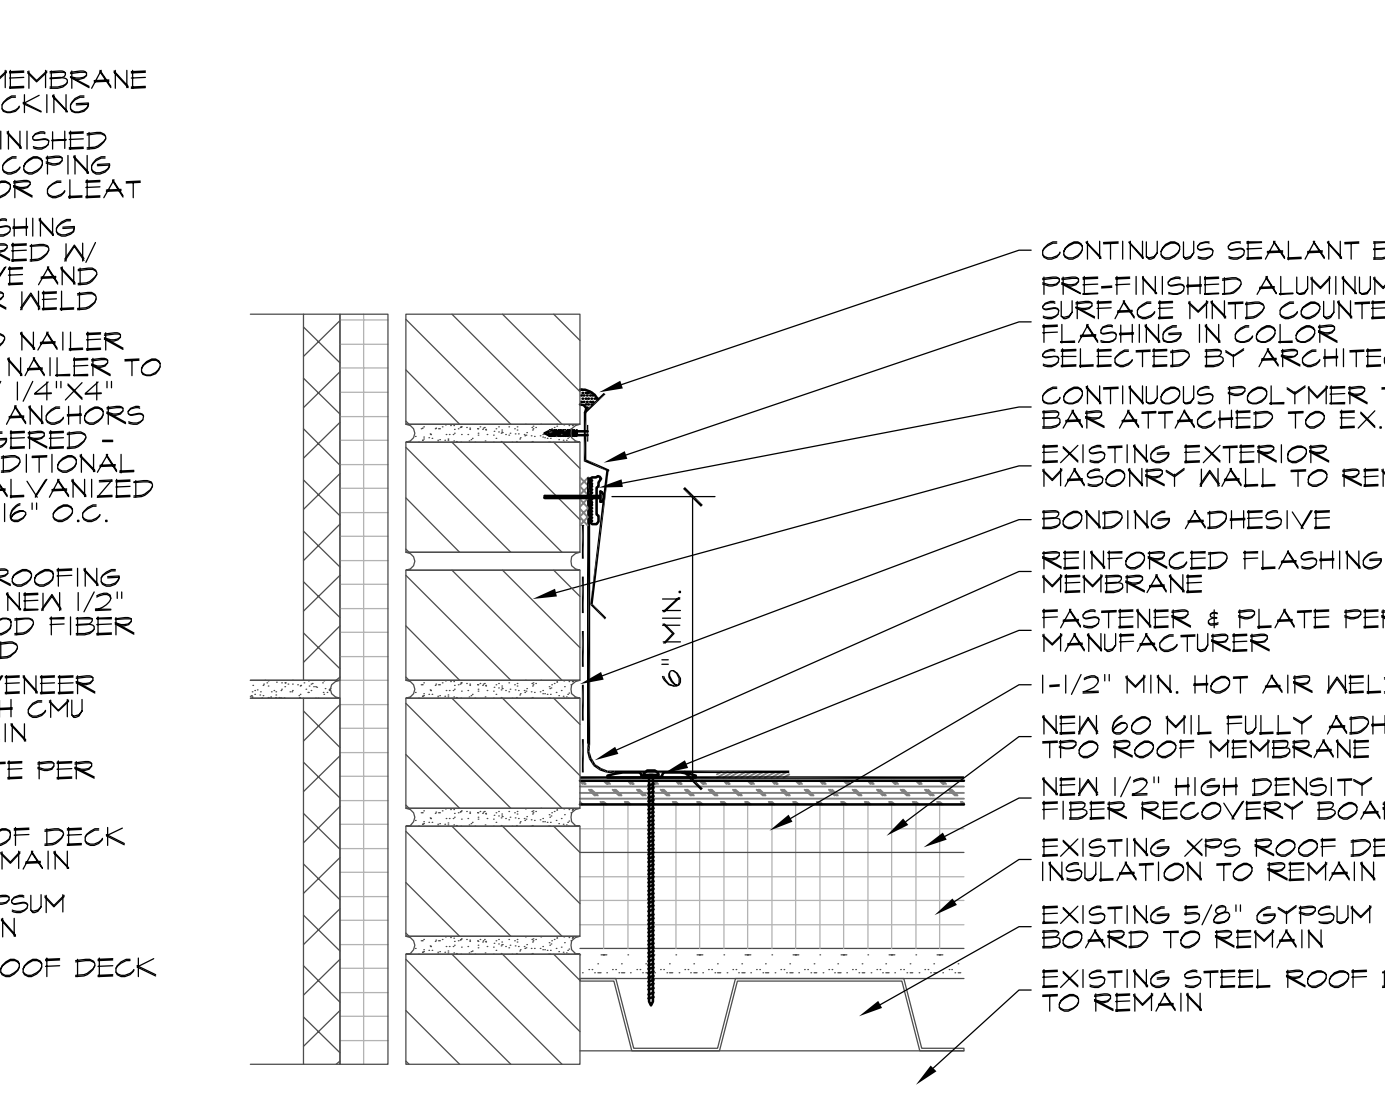 MEMBRANE
CKING
INISHED
COPING
OR CLEAT
SHING
RED W/
VE AND
R WELD
D NAILER
NAILER TO
1/4"X4"
ANCHORS
GERED -
DITIONAL
ALVANIZED
16" O.C.
ROOFING
NEW 1/2"
OD FIBER
D
VENEER
H CMU
IN
TE PER
OF DECK
MAIN
PSUM
N
OOF DECK
6" MIN.
CONTINUOUS SEALANT B
PRE-FINISHED ALUMINUM
SURFACE MNTD COUNTE
FLASHING IN COLOR
SELECTED BY ARCHITEC
CONTINUOUS POLYMER T
BAR ATTACHED TO EX.
EXISTING EXTERIOR
MASONRY WALL TO REM
BONDING ADHESIVE
REINFORCED FLASHING
MEMBRANE
FASTENER & PLATE PER
MANUFACTURER
1-1/2" MIN. HOT AIR WEL
NEW 60 MIL FULLY ADH
TPO ROOF MEMBRANE
NEW 1/2" HIGH DENSITY
FIBER RECOVERY BOA
EXISTING XPS ROOF DE
INSULATION TO REMAIN
EXISTING 5/8" GYPSUM
BOARD TO REMAIN
EXISTING STEEL ROOF
TO REMAIN